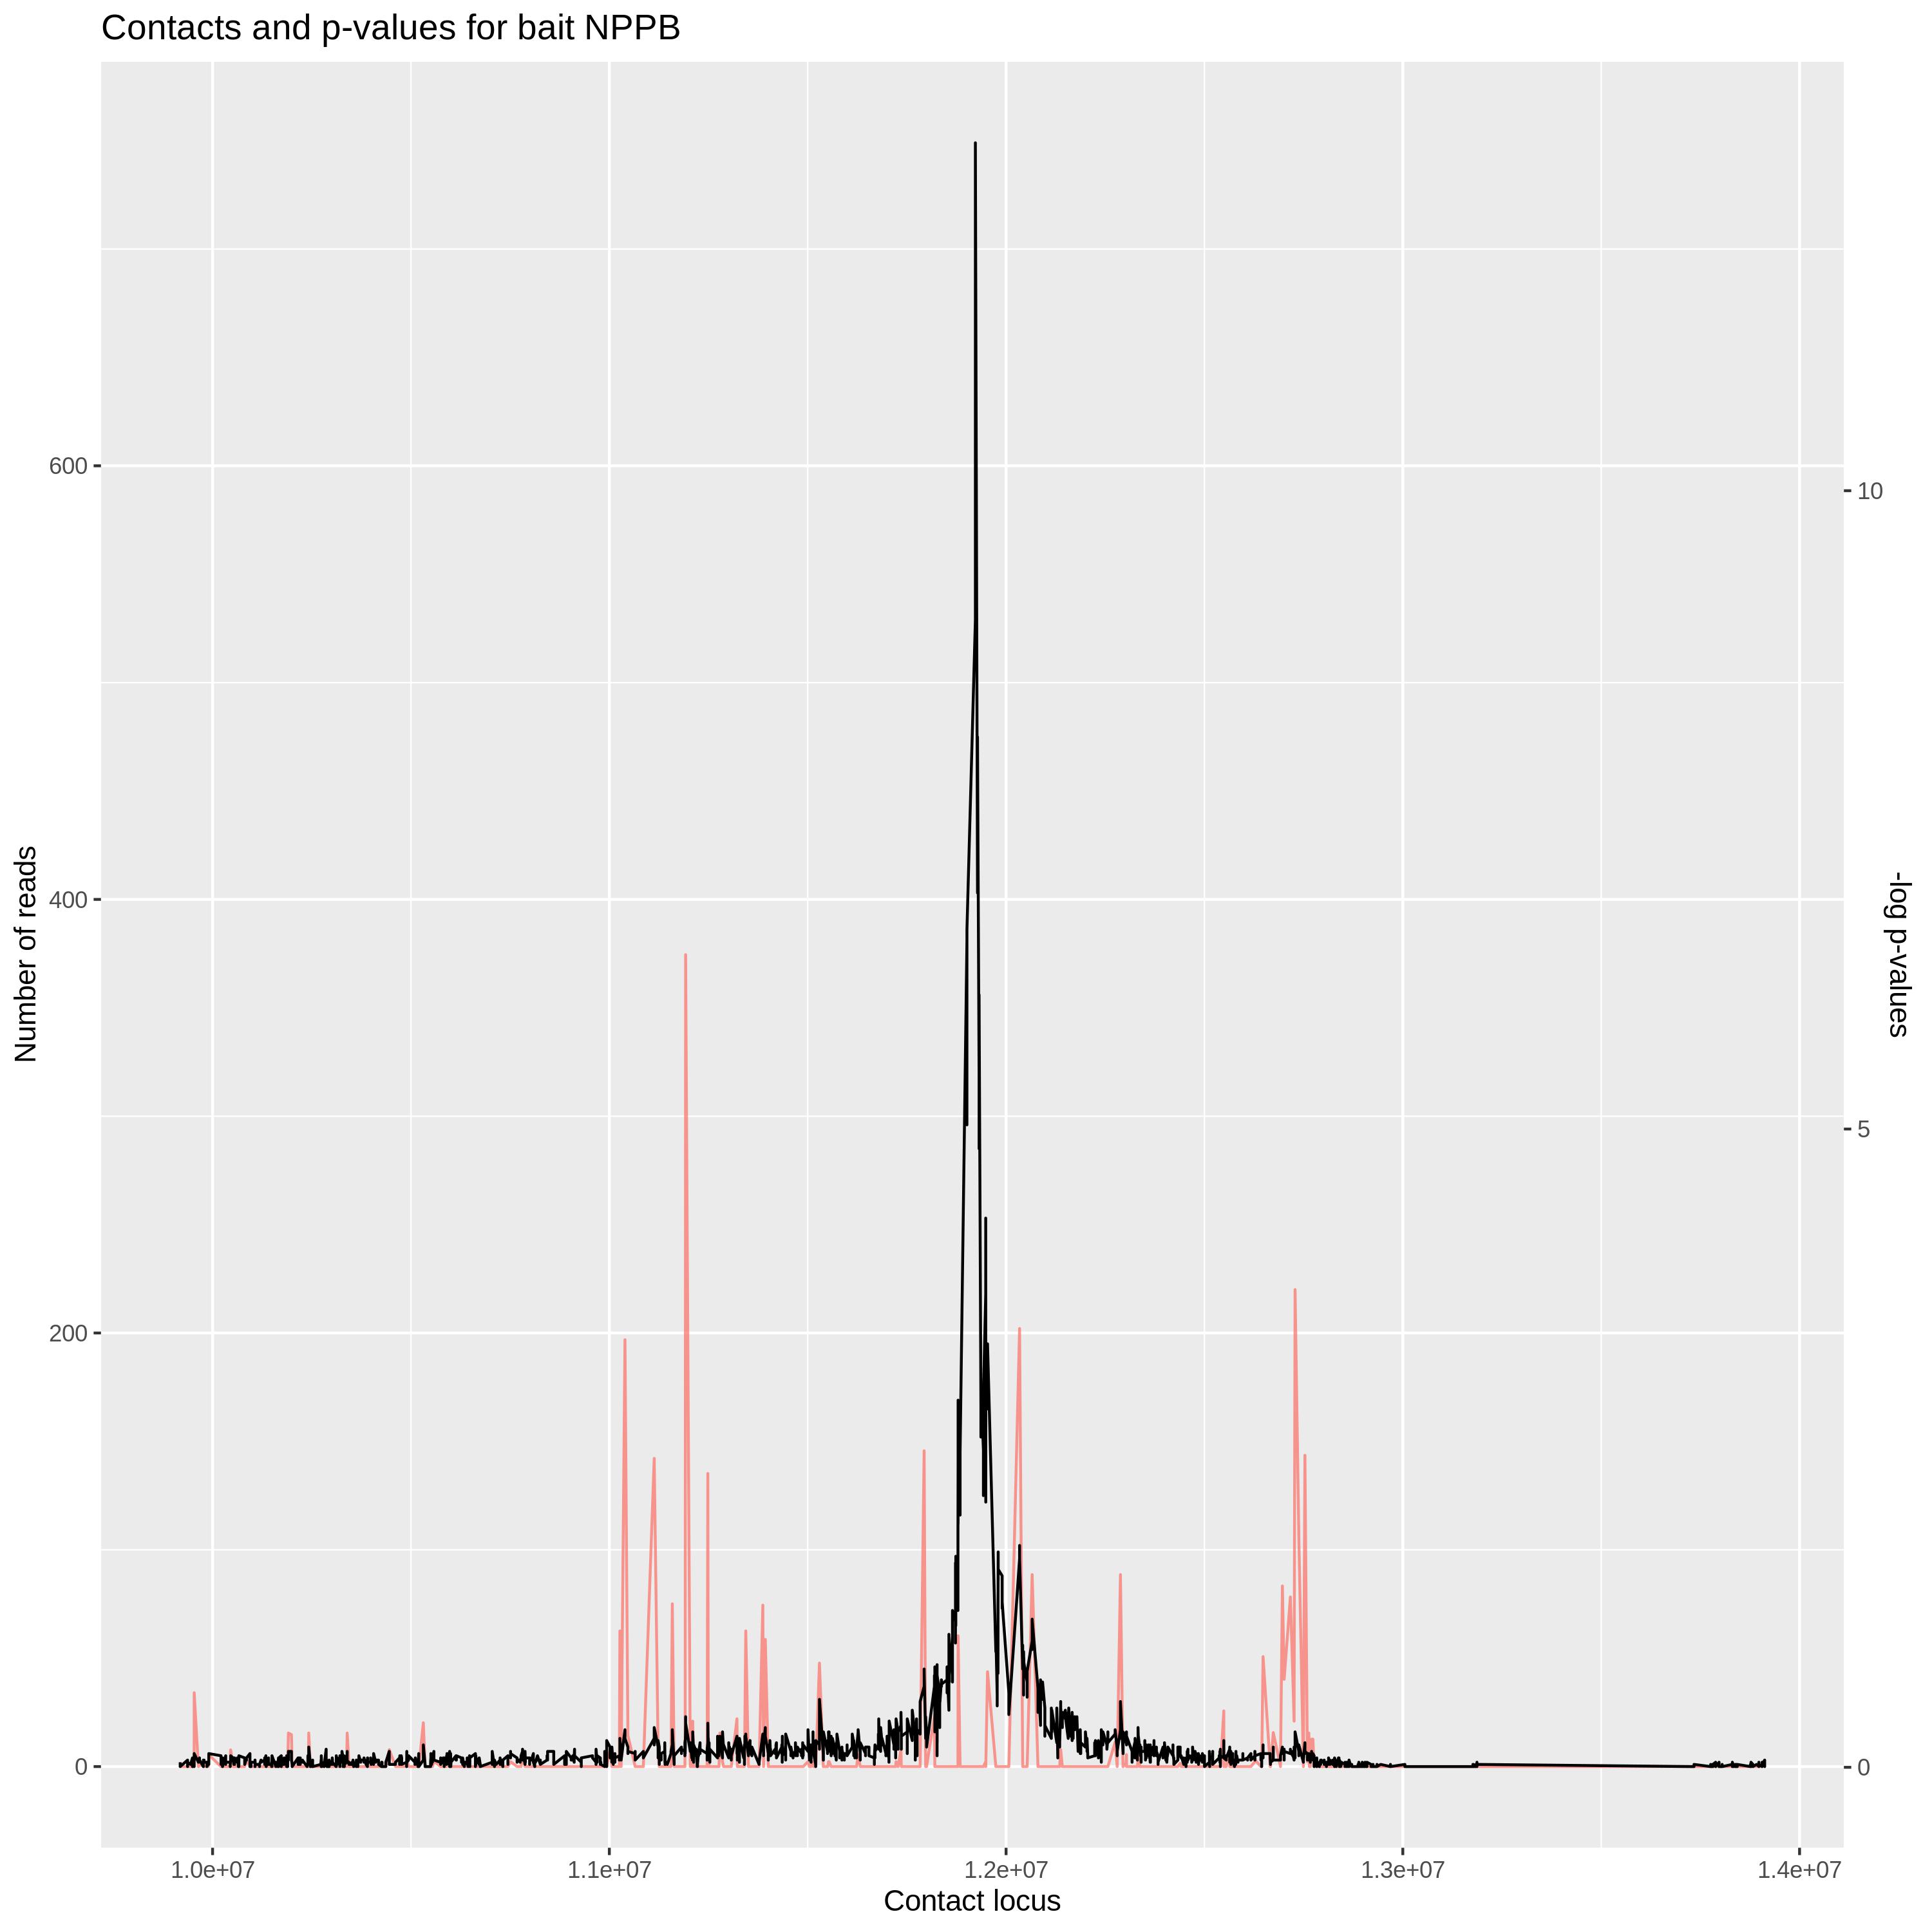 Contacts and p-values for bait NPPB
Number of reads
600
400
200
0
10
5
0
-log p-values
1.0e+07
1.1e+07
1.2e+07
1.3e+07
1.4e+07
Contact locus